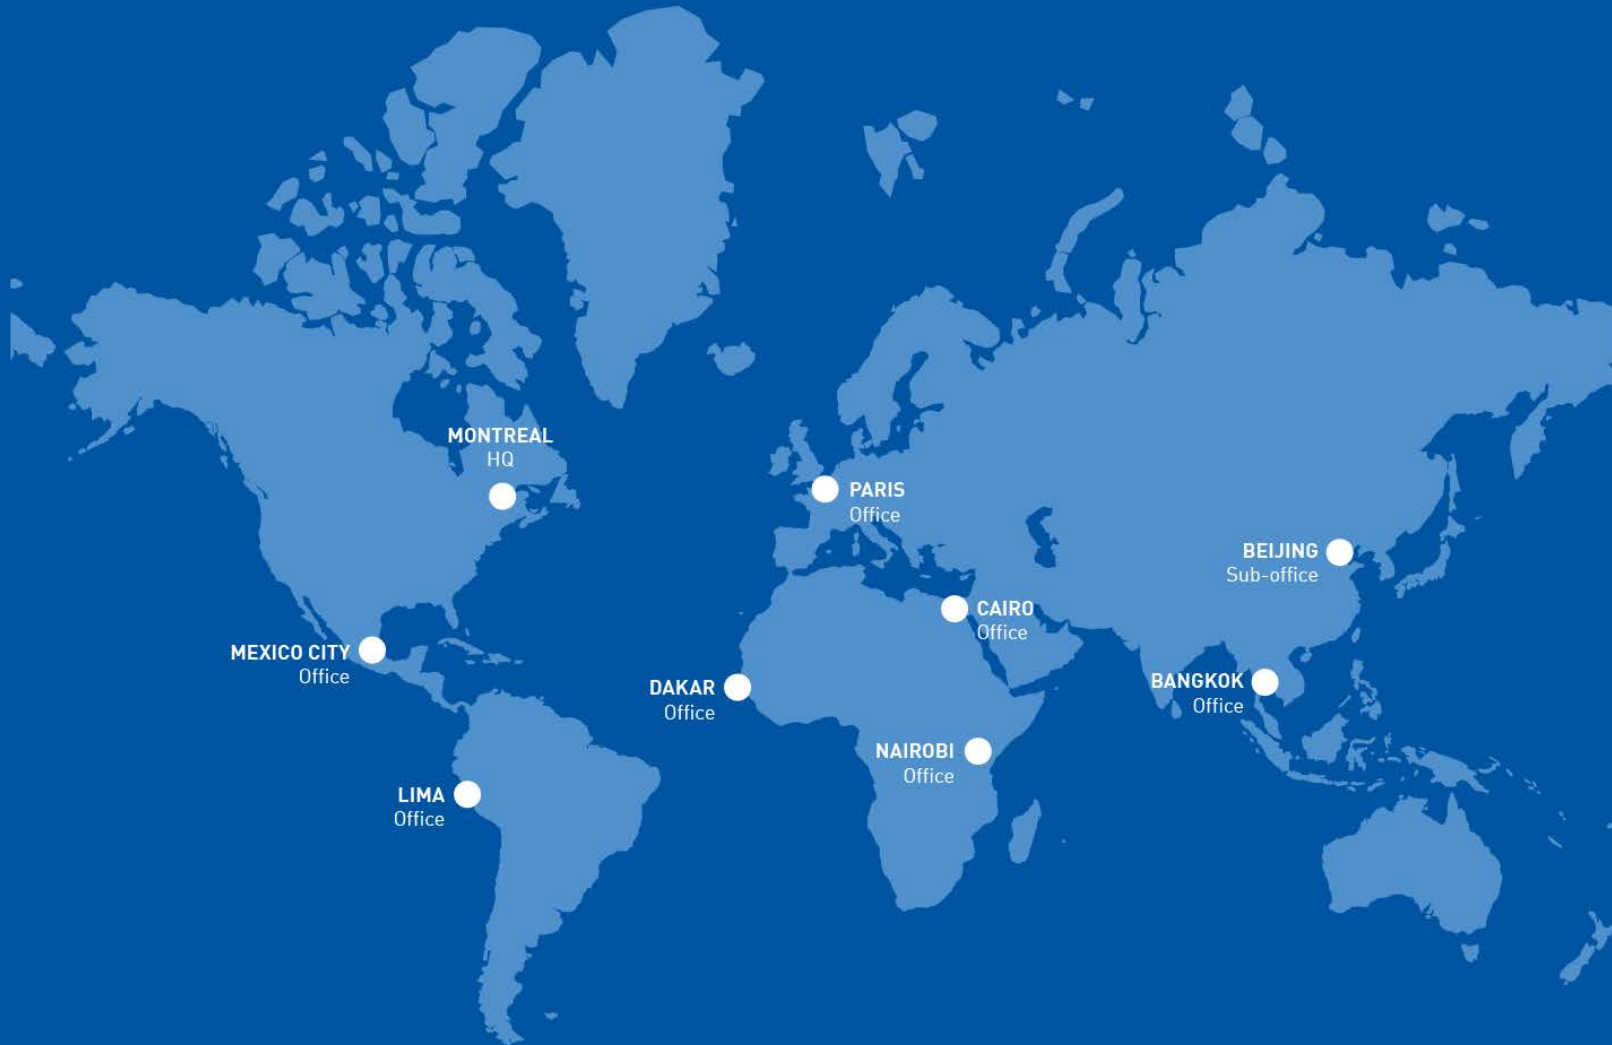 MONTREAL
HQ
PARIS
Office
BEIJING
Sub-office
CAIRO
Office
MEXICO CITY
Office
DAKAR
Office
BANGKOK
Office
NAIROBI
Office
LIMA
Office